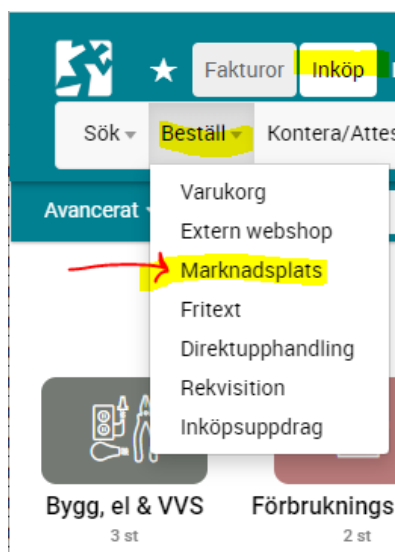 Fakturor Inköp
Sök Beställ Kontera/Attes
Avancerat
Varukorg
Extern webshop
Marknadsplats
Fritext
Direktupphandling
Rekvisition
Inköpsuppdrag
Bygg, el & VVS Förbruknings
3 st 2 st